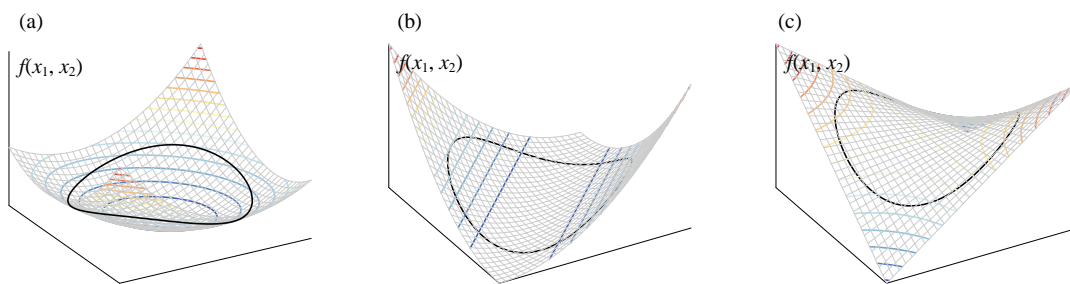 (a)
f(x1, x2)
(b)
f(x1, x2)
(c)
f(x1, x2)